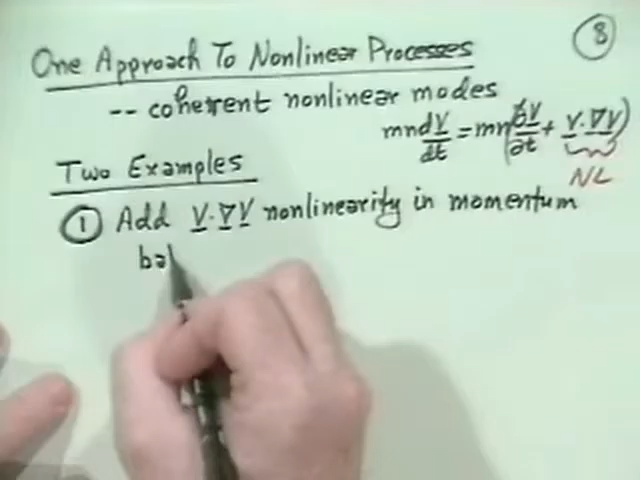 8
One Approach To Nonlinear Processes
-- coherent nonlinear modes
mn dV/dt = mn(∂V/∂t + V·∇V)
NL
Two Examples
① Add V·∇V nonlinearity in momentum
bal